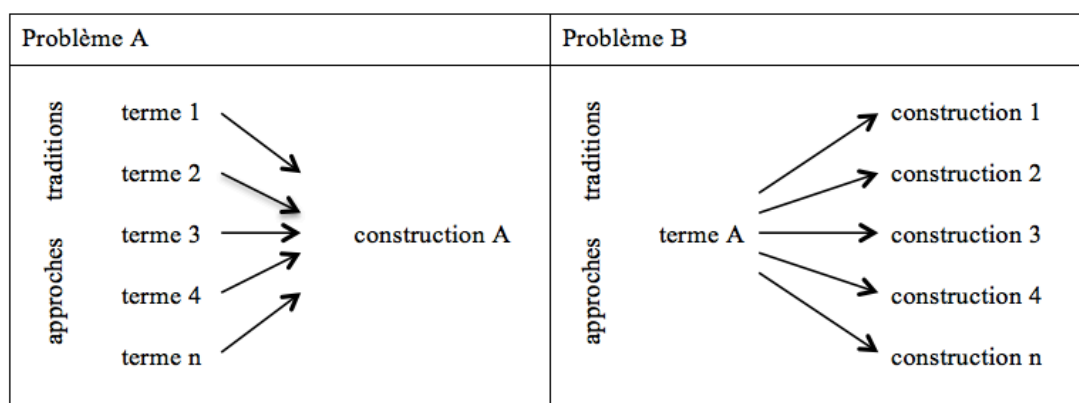 Problème A
traditions
approches
terme 1
terme 2
terme 3
terme 4
terme n
construction A
Problème B
traditions
approches
terme A
construction 1
construction 2
construction 3
construction 4
construction n